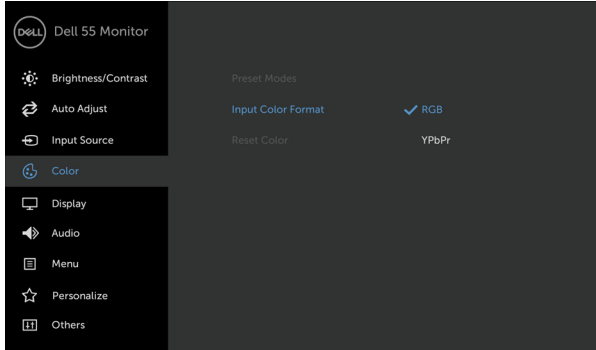 DELL Dell 55 Monitor
Brightness/Contrast
Auto Adjust
Input Source
Color
Display
Audio
Menu
Personalize
Others
Preset Modes
Input Color Format RGB
Reset Color YPbPr